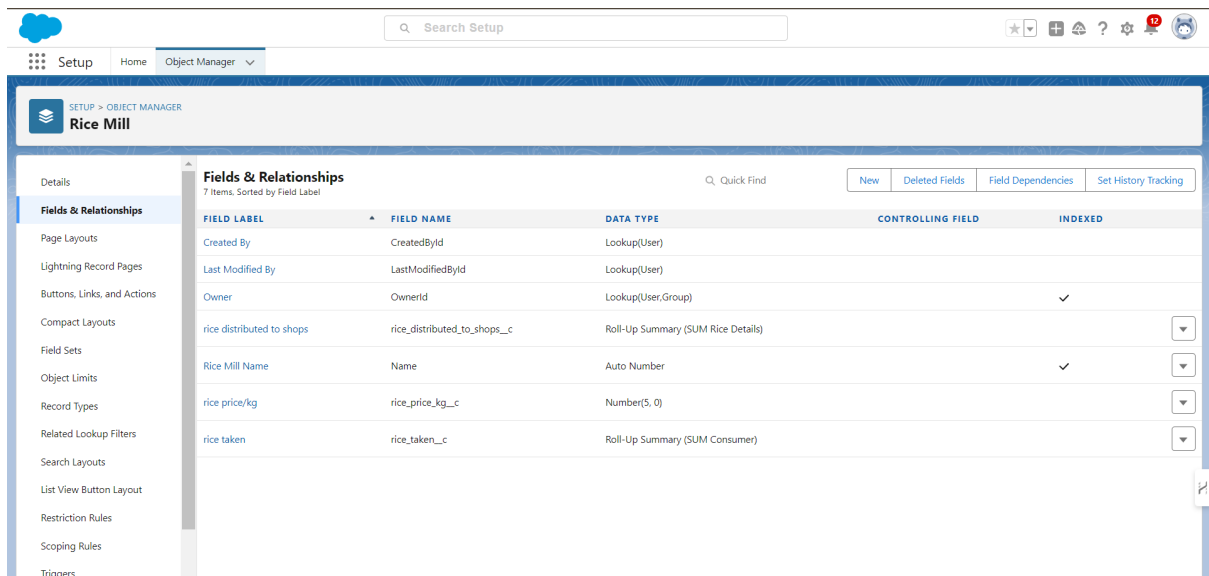 Search Setup
12
Setup Home Object Manager
SETUP > OBJECT MANAGER
Rice Mill
Details
Fields & Relationships
Page Layouts
Lightning Record Pages
Buttons, Links, and Actions
Compact Layouts
Field Sets
Object Limits
Record Types
Related Lookup Filters
Search Layouts
List View Button Layout
Restriction Rules
Scoping Rules
Triggers
Fields & Relationships
7 Items, Sorted by Field Label
Quick Find
New Deleted Fields Field Dependencies Set History Tracking
FIELD LABEL FIELD NAME DATA TYPE CONTROLLING FIELD INDEXED
Created By CreatedById Lookup(User)
Last Modified By LastModifiedById Lookup(User)
Owner OwnerId Lookup(User,Group)
rice distributed to shops rice_distributed_to_shops__c Roll-Up Summary (SUM Rice Details)
Rice Mill Name Name Auto Number
rice price/kg rice_price_kg__c Number(5, 0)
rice taken rice_taken__c Roll-Up Summary (SUM Consumer)